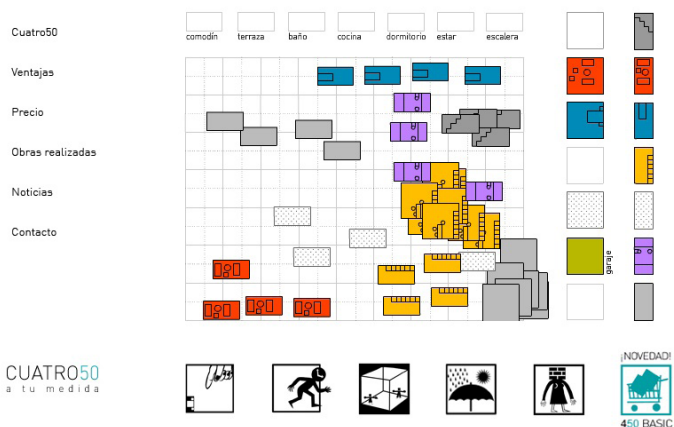 Cuatro50
Ventajas
Precio
Obras realizadas
Noticias
Contacto
comodín
terraza
baño
cocina
dormitorio
estar
escalera
garaje
CUATRO50
a tu medida
¡NOVEDAD!
450 BASIC